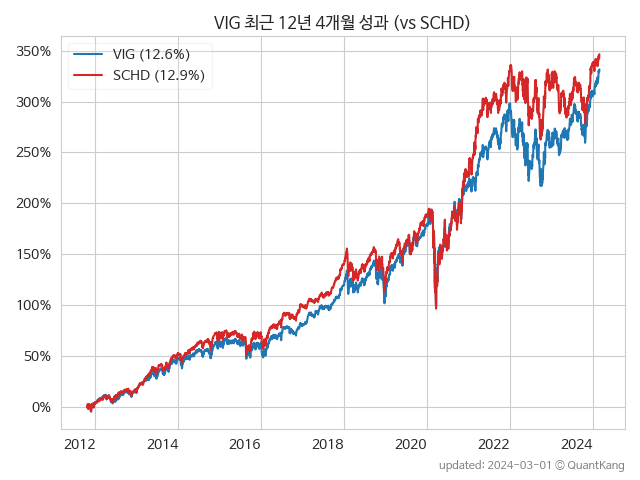 VIG 최근 12년 4개월 성과 (vs SCHD)
VIG (12.6%)
SCHD (12.9%)
350%
300%
250%
200%
150%
100%
50%
0%
2012 2014 2016 2018 2020 2022 2024
updated: 2024-03-01 @ QuantKang